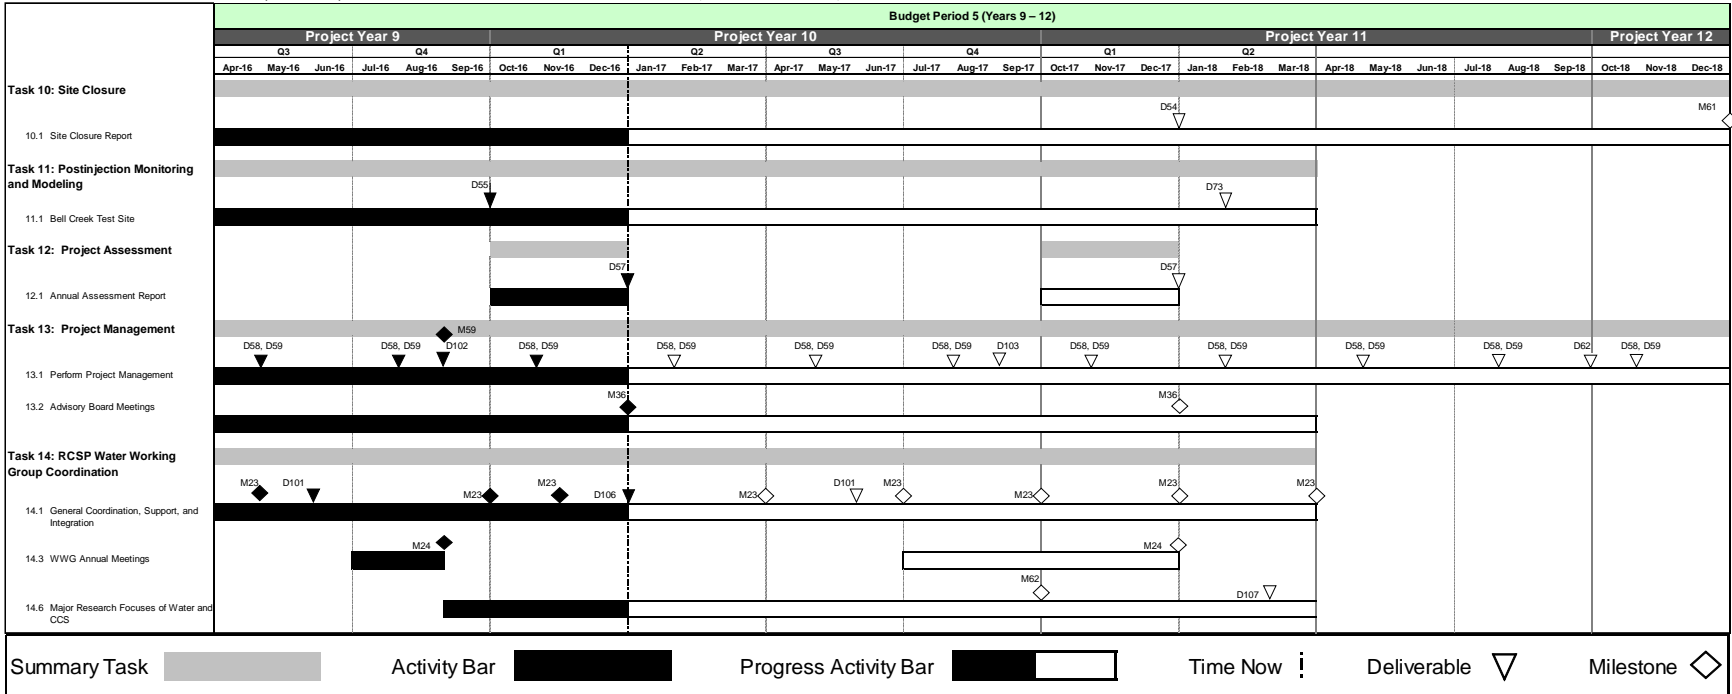 Budget Period 5 (Years 9 – 12)
Project Year 9 Project Year 10 Project Year 11 Project Year 12
Q3 Q4 Q1 Q2 Q3 Q4 Q1 Q2
Apr-16 May-16 Jun-16 Jul-16 Aug-16 Sep-16 Oct-16 Nov-16 Dec-16 Jan-17 Feb-17 Mar-17 Apr-17 May-17 Jun-17 Jul-17 Aug-17 Sep-17 Oct-17 Nov-17 Dec-17 Jan-18 Feb-18 Mar-18 Apr-18 May-18 Jun-18 Jul-18 Aug-18 Sep-18 Oct-18 Nov-18 Dec-18
Task 10: Site Closure
D54 M61
10.1 Site Closure Report
Task 11: Postinjection Monitoring
and Modeling
D55 D73
11.1 Bell Creek Test Site
Task 12: Project Assessment
D57 D57
12.1 Annual Assessment Report
Task 13: Project Management
M59
D58, D59 D58, D59 D102 D58, D59 D58, D59 D58, D59 D58, D59 D103 D58, D59 D58, D59 D58, D59 D58, D59 D62 D58, D59
13.1 Perform Project Management
M36 M36
13.2 Advisory Board Meetings
Task 14: RCSP Water Working
Group Coordination
M23 D101 M23 M23 D106 M23 D101 M23 M23 M23 M23
14.1 General Coordination, Support, and
Integration
M24 M24
14.3 WWG Annual Meetings
M62
D107
14.6 Major Research Focuses of Water and
CCS
Summary Task Activity Bar Progress Activity Bar Time Now Deliverable Milestone